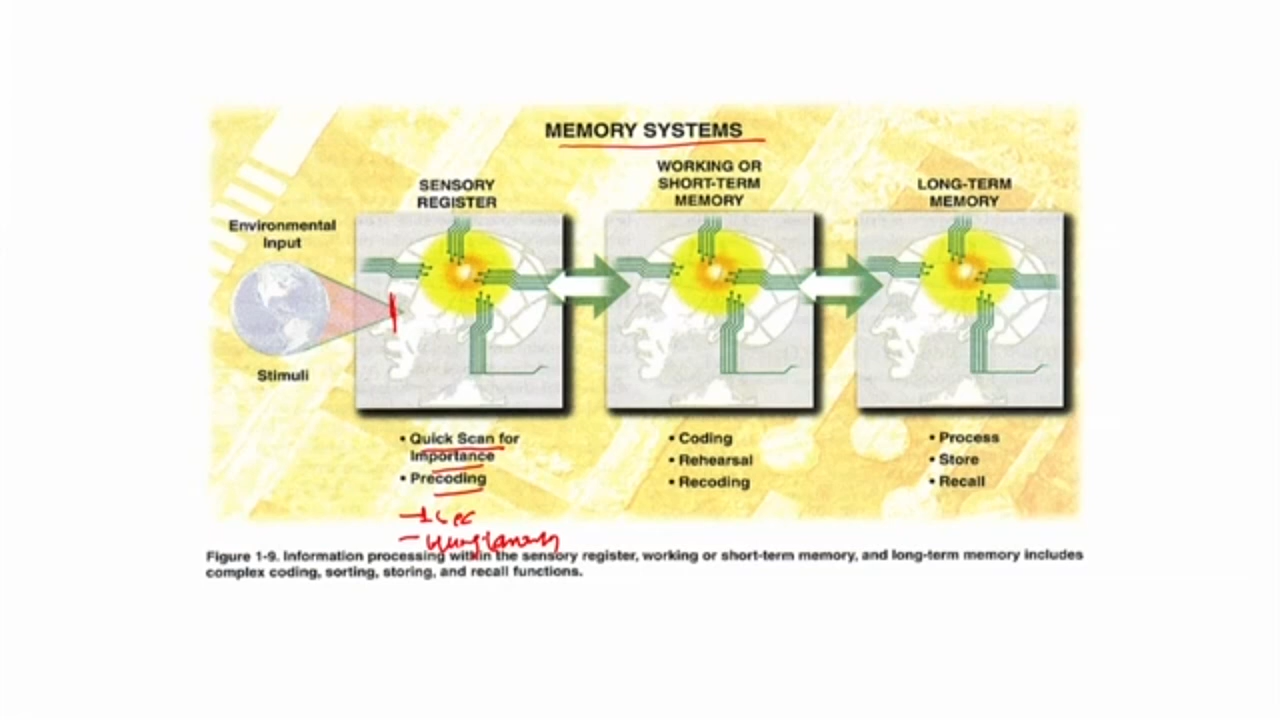 MEMORY SYSTEMS
SENSORY
REGISTER
WORKING OR
SHORT-TERM
MEMORY
LONG-TERM
MEMORY
Environmental
Input
Stimuli
• Quick Scan for
Importance
• Precoding
• Coding
• Rehearsal
• Recoding
• Process
• Store
• Recall
Figure 1-9. Information processing within the sensory register, working or short-term memory, and long-term memory includes
complex coding, sorting, storing, and recall functions.